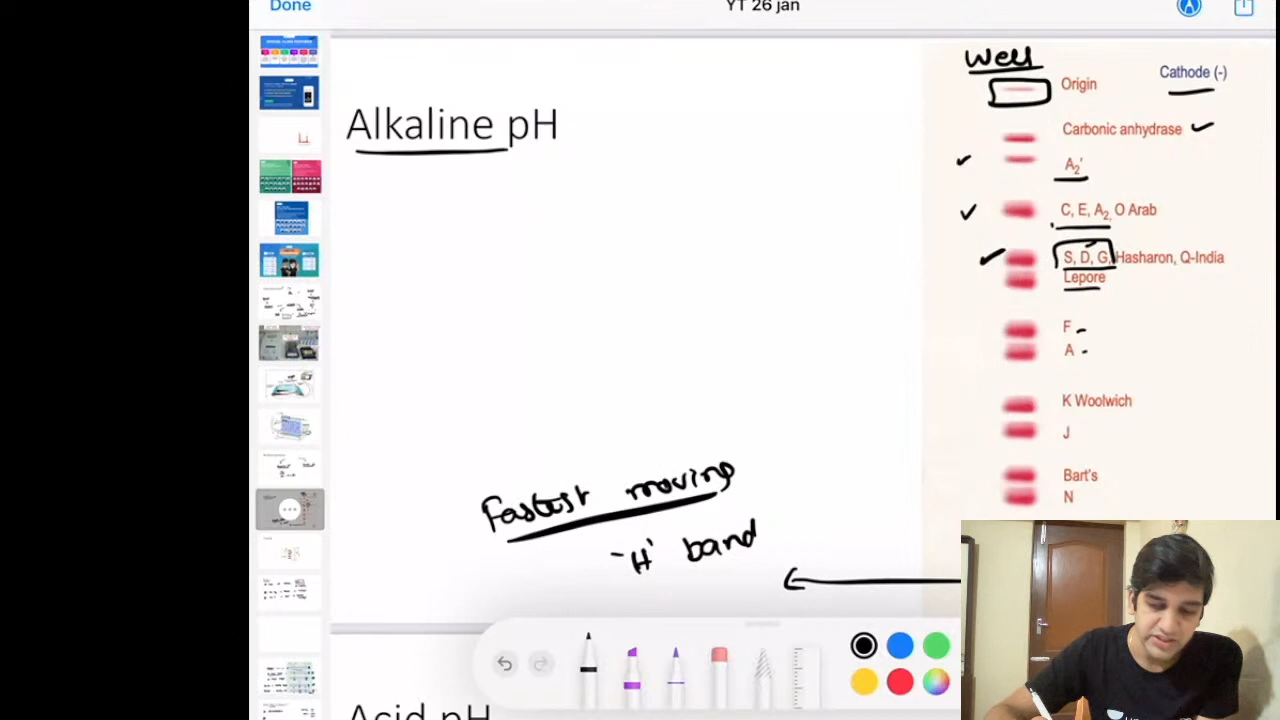 Done
YT 26 jan
Well
Origin
Cathode (-)
Alkaline pH
Carbonic anhydrase
A2'
C, E, A2, O Arab
S, D, G, Hasharon, Q-India
Lepore
F
A
K Woolwich
J
Bart's
N
Fastest moving
-'H' band
Acid pH